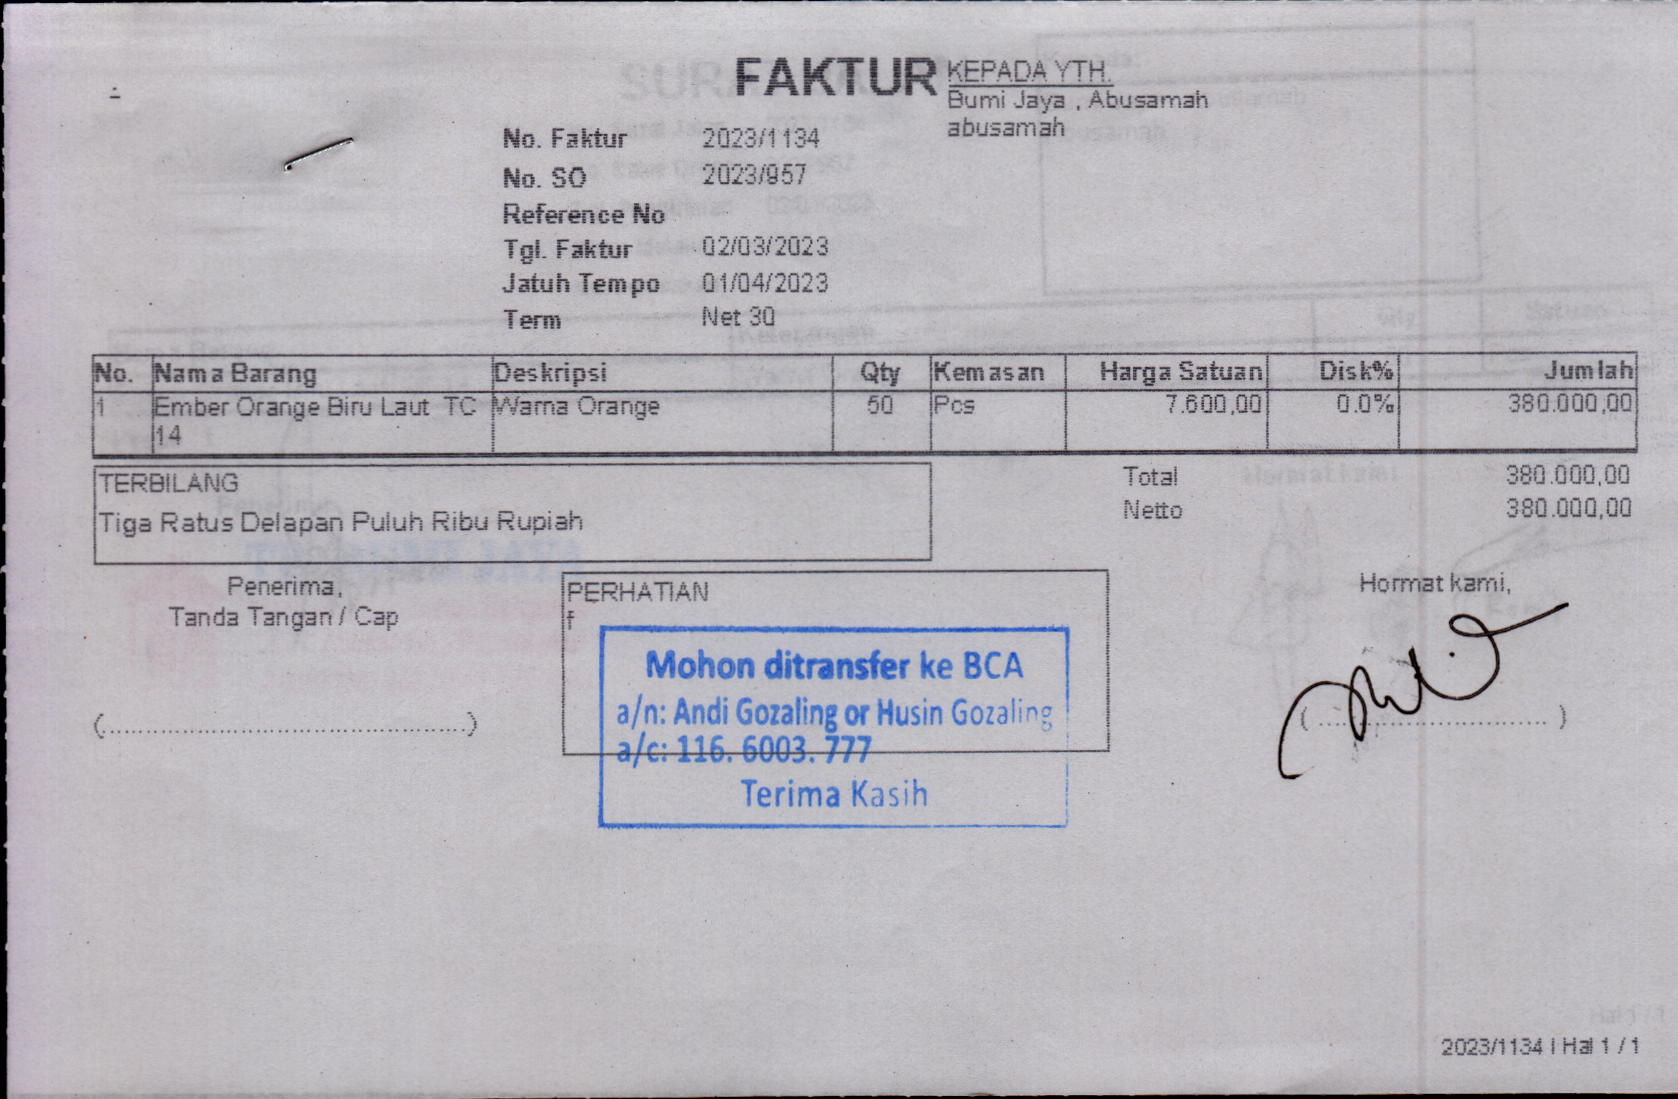 FAKTUR
KEPADA YTH.
Bumi Jaya , Abusamah
abusamah
No. Faktur 2023/1134
No. SO 2023/957
Reference No
Tgl. Faktur 02/03/2023
Jatuh Tempo 01/04/2023
Term Net 30
No. Nama Barang Deskripsi Qty Kemasan Harga Satuan Disk% Jumlah
1 Ember Orange Biru Laut TC Warna Orange 50 Pcs 7.600,00 0.0% 380.000,00
14
TERBILANG
Tiga Ratus Delapan Puluh Ribu Rupiah
Total 380.000,00
Netto 380.000,00
Penerima,
Tanda Tangan / Cap
(..................................................)
PERHATIAN
f
Mohon ditransfer ke BCA
a/n: Andi Gozaling or Husin Gozaling
a/c: 116. 6003. 777
Terima Kasih
Hormat kami,
( ................................ )
2023/1134 | Hal 1 / 1